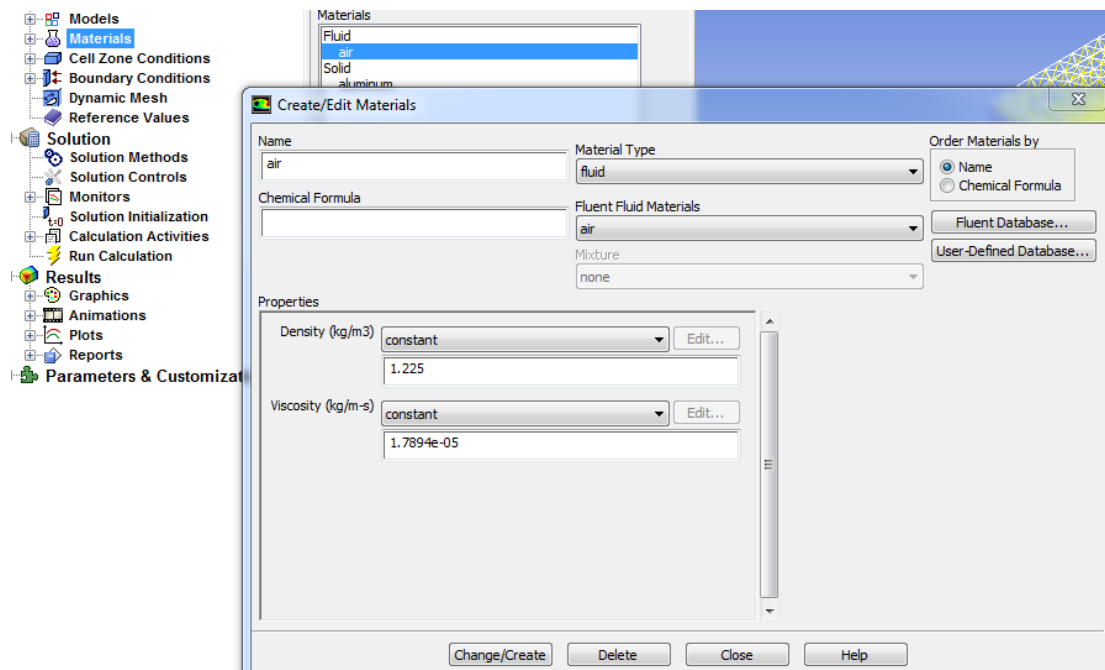 Models
Materials
Cell Zone Conditions
Boundary Conditions
Dynamic Mesh
Reference Values
Solution
Solution Methods
Solution Controls
Monitors
t=0 Solution Initialization
Calculation Activities
Run Calculation
Results
Graphics
Animations
Plots
Reports
Parameters & Customizat
Materials
Fluid
air
Solid
aluminum
Create/Edit Materials
Name
air
Chemical Formula
Material Type
fluid
Fluent Fluid Materials
air
Mixture
none
Order Materials by
Name
Chemical Formula
Fluent Database...
User-Defined Database...
Properties
Density (kg/m3) constant Edit...
1.225
Viscosity (kg/m-s) constant Edit...
1.7894e-05
Change/Create Delete Close Help